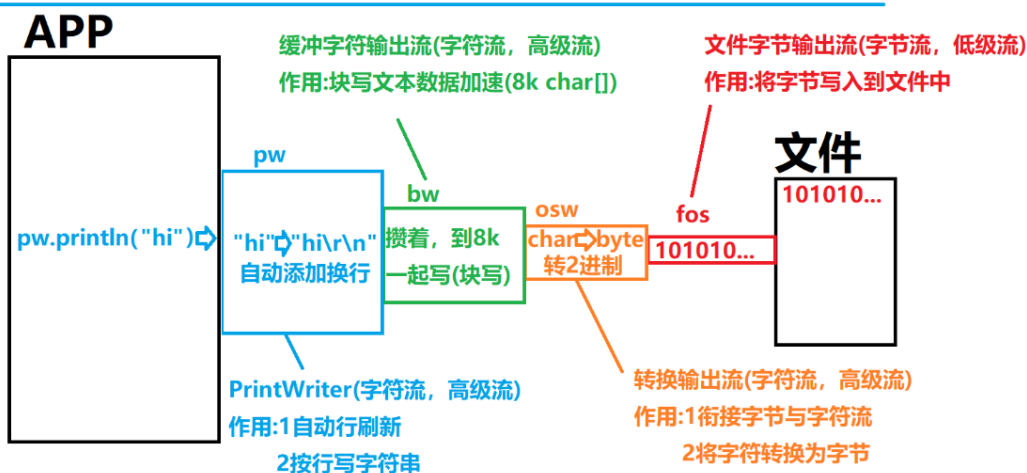 APP
缓冲字符输出流(字符流，高级流)
作用:块写文本数据加速(8k char[])
文件字节输出流(字节流，低级流)
作用:将字节写入到文件中
pw
bw
osw
fos
文件
101010...
pw.println("hi")
"hi"⇨"hi\r\n"
自动添加换行
攒着，到8k
一起写(块写)
char⇨byte
转2进制
101010...
PrintWriter(字符流，高级流)
作用:1自动行刷新
2按行写字符串
转换输出流(字符流，高级流)
作用:1衔接字节与字符流
2将字符转换为字节